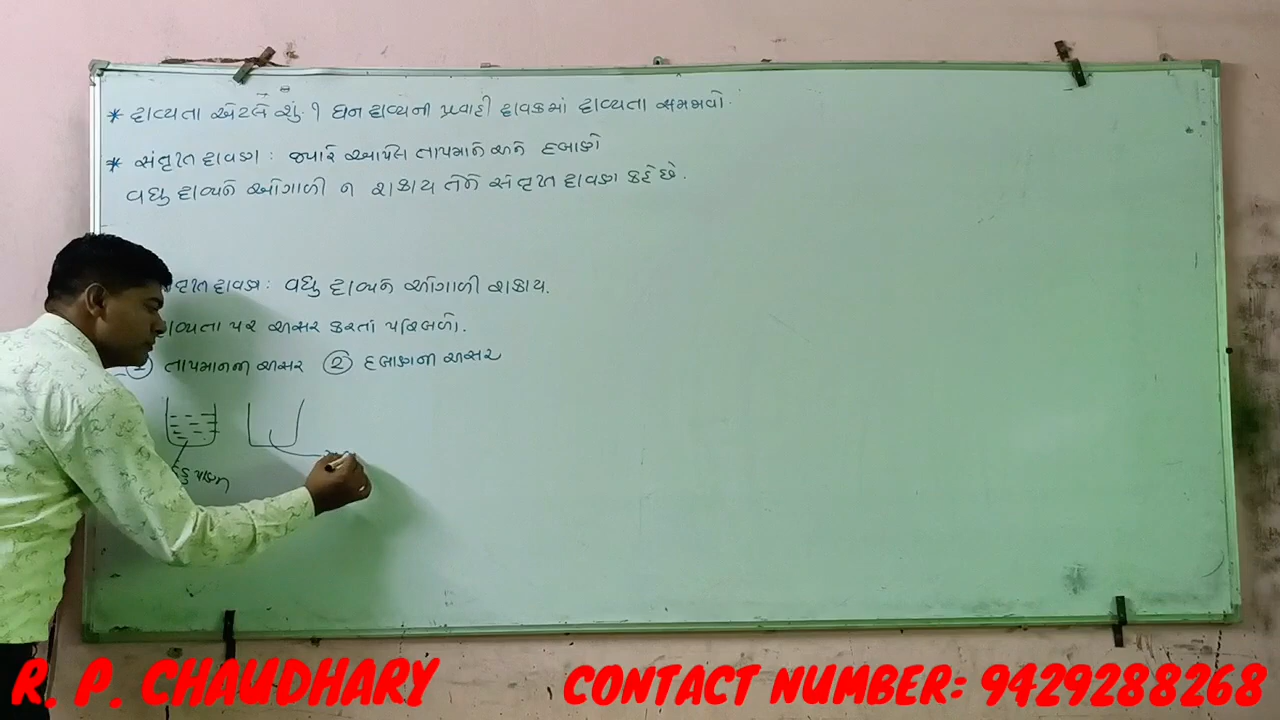 * દ્રાવ્યતા એટલે શું. ? ઘન દ્રાવ્યની પ્રવાહી દ્રાવકમાં દ્રાવ્યતા સમજાવો.
* સંતૃપ્ત દ્રાવણ : જ્યારે આપેલ તાપમાને અને દબાણે
વધુ દ્રાવ્યને ઓગાળી ન શકાય તેને સંતૃપ્ત દ્રાવણ કહે છે.
દ્રાવણ : વધુ દ્રાવ્યને ઓગાળી શકાય.
દ્રાવ્યતા પર અસર કરતાં પરિબળો.
તાપમાનની અસર ② દબાણની અસર
R. P. CHAUDHARY CONTACT NUMBER: 9429288268